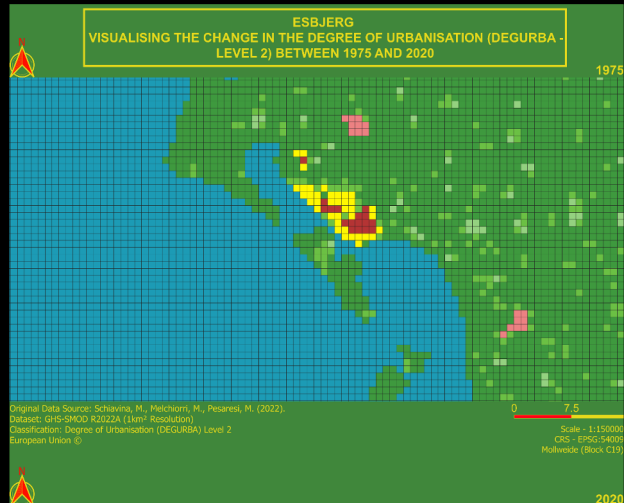 ESBJERG
VISUALISING THE CHANGE IN THE DEGREE OF URBANISATION (DEGURBA -
LEVEL 2) BETWEEN 1975 AND 2020
N
1975
Original Data Source: Schiavina, M., Melchiorri, M., Pesaresi, M. (2022).
Dataset: GHS-SMOD R2022A (1km² Resolution)
Classification: Degree of Urbanisation (DEGURBA) Level 2
European Union ©
0 7.5
Scale - 1:150000
CRS - EPSG:54009
Mollweide (Block C19)
N
2020